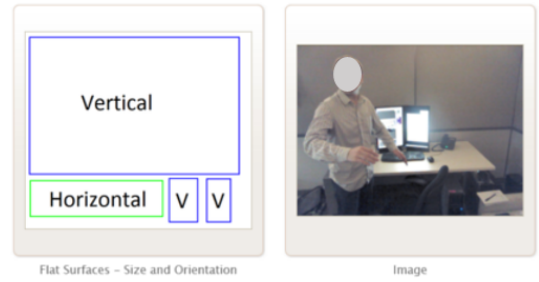 Vertical
Horizontal
V
V
Flat Surfaces – Size and Orientation
Image